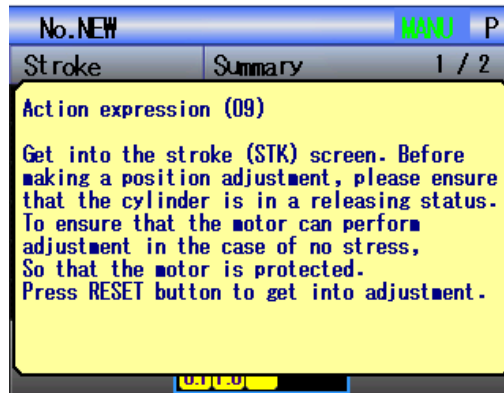 No.NEW MANU P
Stroke Summary 1 / 2
Action expression (09)
Get into the stroke (STK) screen. Before
making a position adjustment, please ensure
that the cylinder is in a releasing status.
To ensure that the motor can perform
adjustment in the case of no stress,
So that the motor is protected.
Press RESET button to get into adjustment.